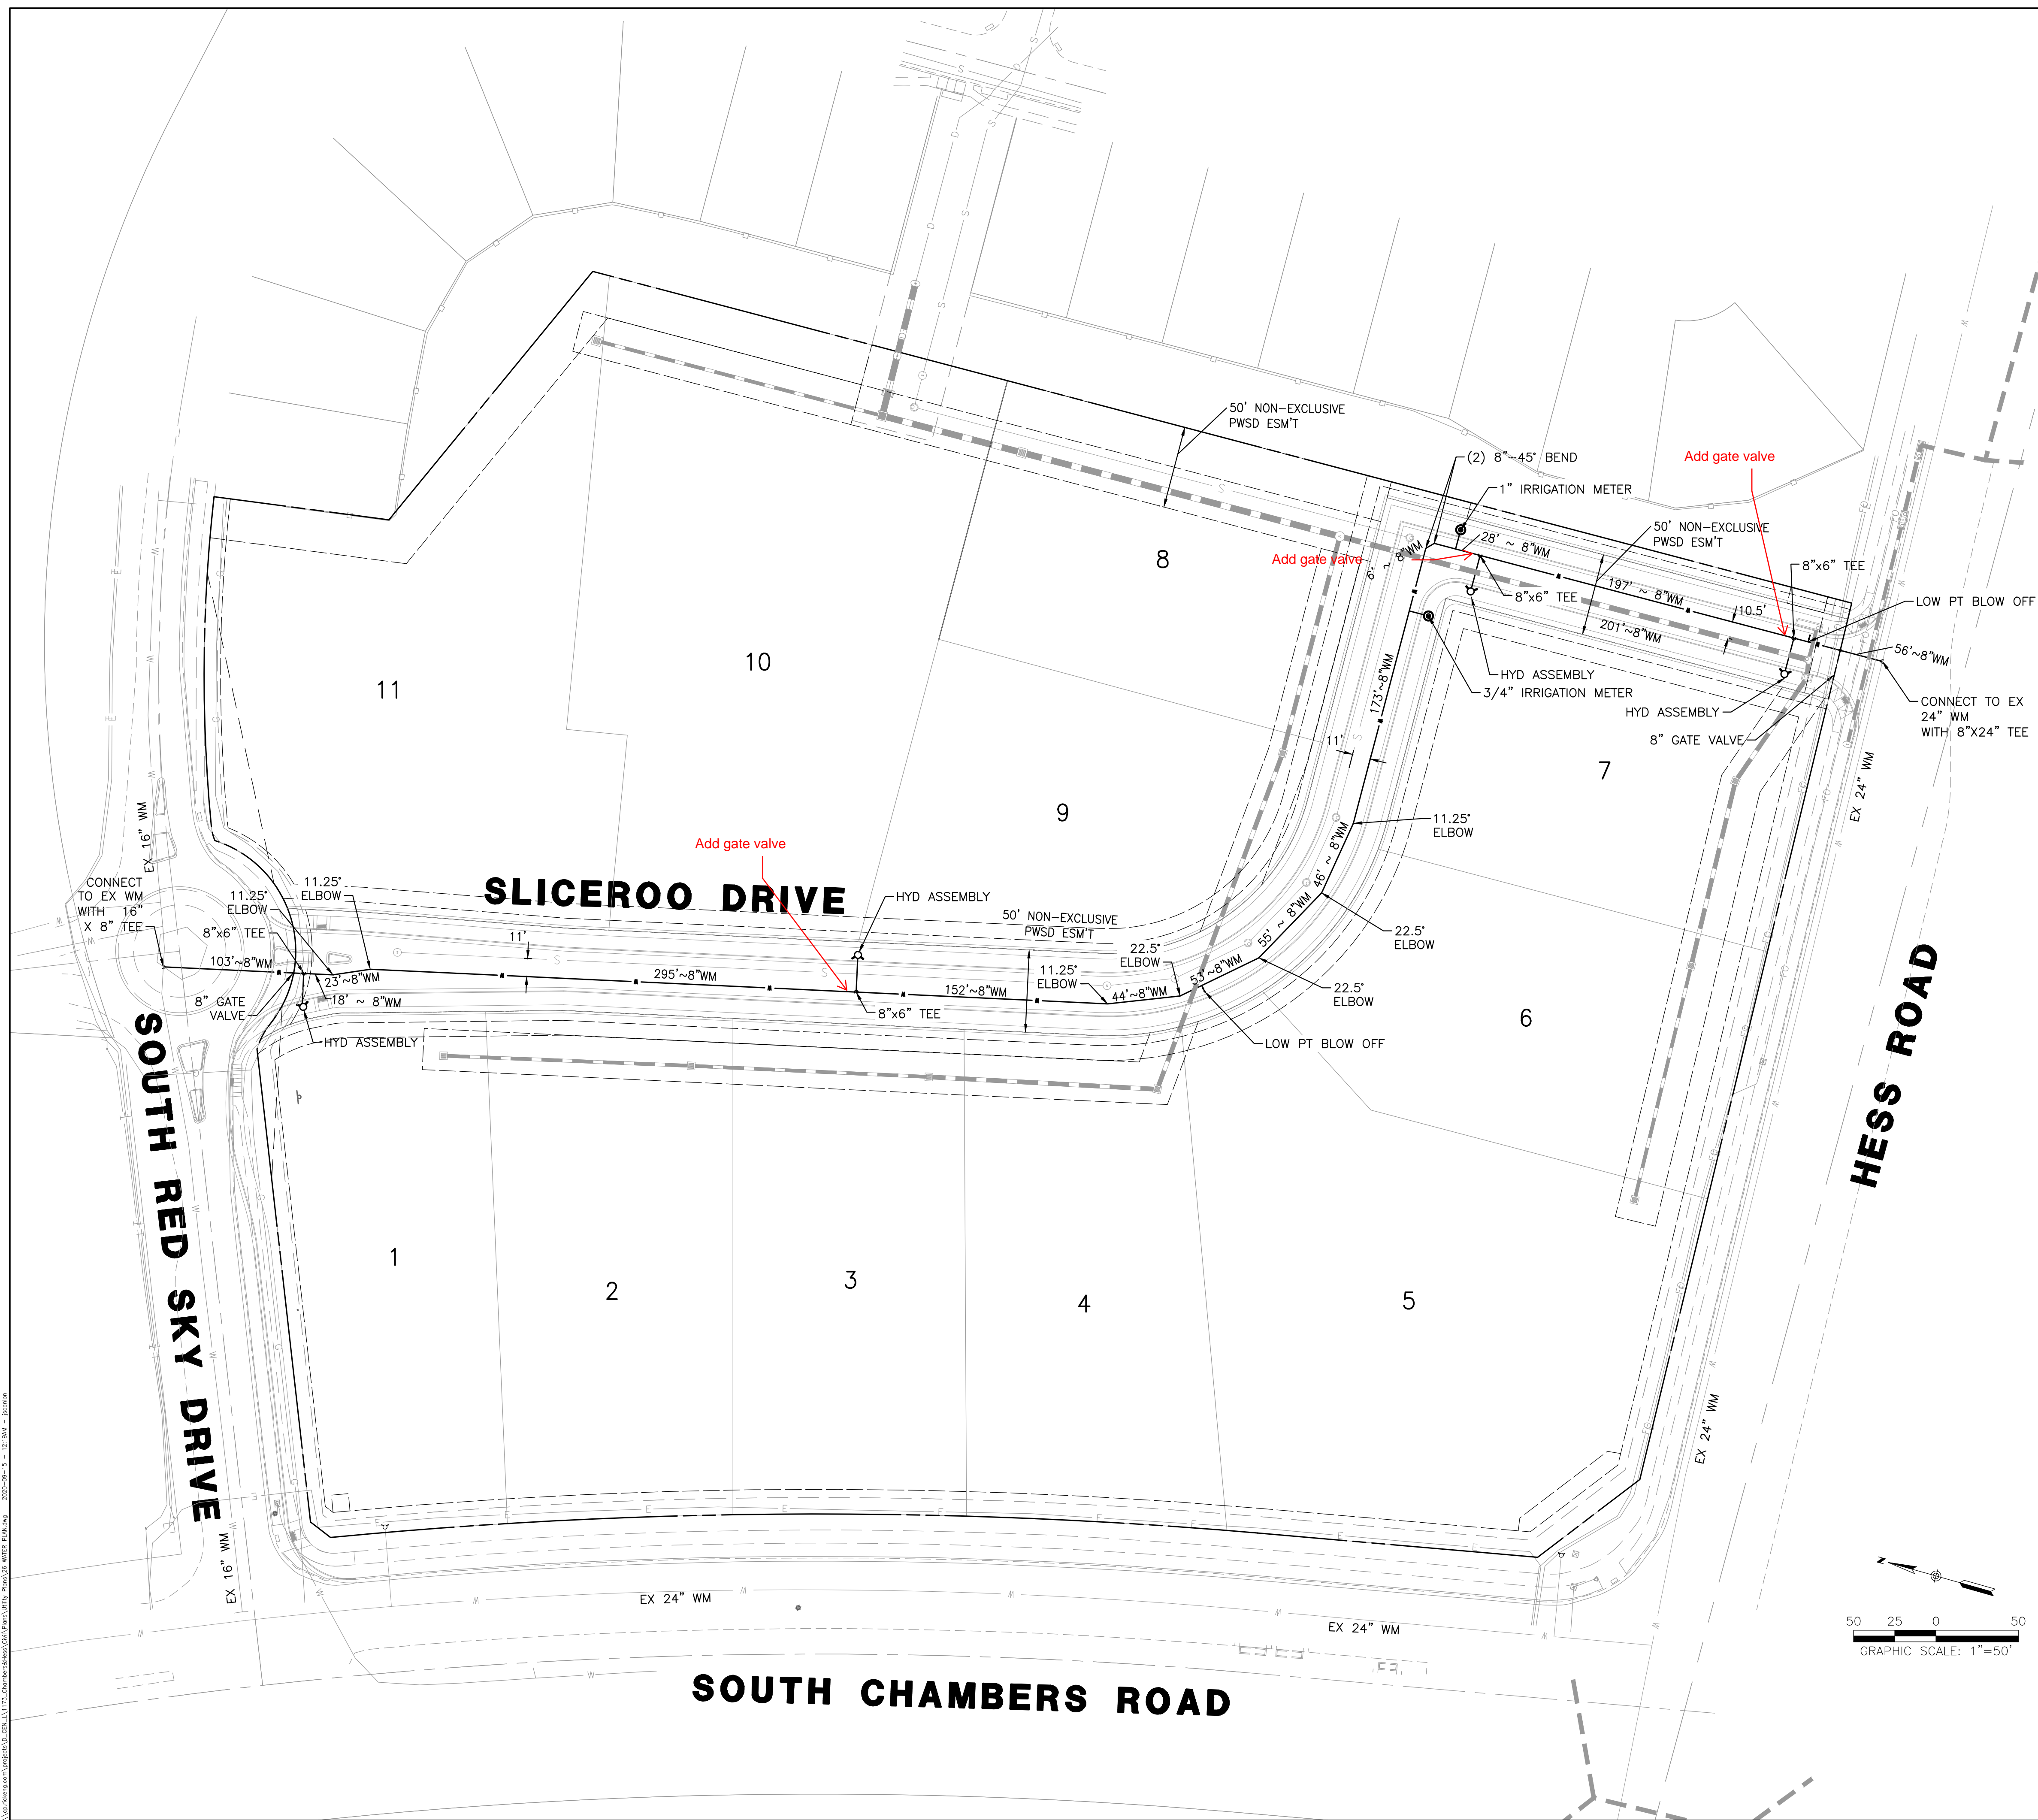 50' NON-EXCLUSIVE
PWSD ESM'T
(2) 8"-45° BEND
1" IRRIGATION METER
Add gate valve
28' ~ 8"WM
50' NON-EXCLUSIVE
PWSD ESM'T
8"x6" TEE
LOW PT BLOW OFF
Add gate valve
6' ~ 8"WM
8"x6" TEE
197' ~ 8"WM
10.5'
201'~8"WM
56'~8"WM
HYD ASSEMBLY
3/4" IRRIGATION METER
HYD ASSEMBLY
8" GATE VALVE
CONNECT TO EX
24" WM
WITH 8"X24" TEE
173'~8"WM
11'
8
10
11
7
9
EX 24" WM
11.25°
ELBOW
46' ~ 8"WM
Add gate valve
SLICEROO DRIVE
HYD ASSEMBLY
EX 16" WM
CONNECT
TO EX WM
WITH 16"
X 8" TEE
11.25°
ELBOW
11.25°
ELBOW
8"x6" TEE
103'~8"WM
23'~8"WM
18' ~ 8"WM
8" GATE
VALVE
HYD ASSEMBLY
11'
295'~8"WM
8"x6" TEE
152'~8"WM
50' NON-EXCLUSIVE
PWSD ESM'T
11.25°
ELBOW
44'~8"WM
22.5°
ELBOW
53'~8"WM
55' ~ 8"WM
22.5°
ELBOW
22.5°
ELBOW
LOW PT BLOW OFF
6
HESS ROAD
SOUTH RED SKY DRIVE
1
2
3
4
5
EX 24" WM
EX 16" WM
EX 24" WM
EX 24" WM
SOUTH CHAMBERS ROAD
N
50 25 0 50
GRAPHIC SCALE: 1"=50'
2020-09-15 - 12:19AM - jscanlon